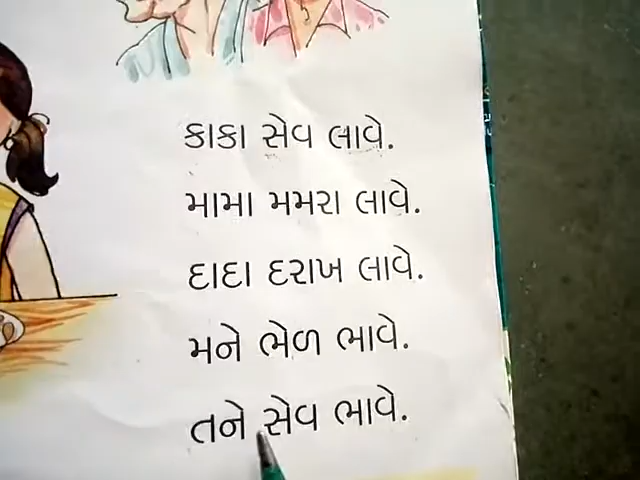 કાકા સેવ લાવે.
મામા મમરા લાવે.
દાદા દરાખ લાવે.
મને ભેળ ભાવે.
તને સેવ ભાવે.